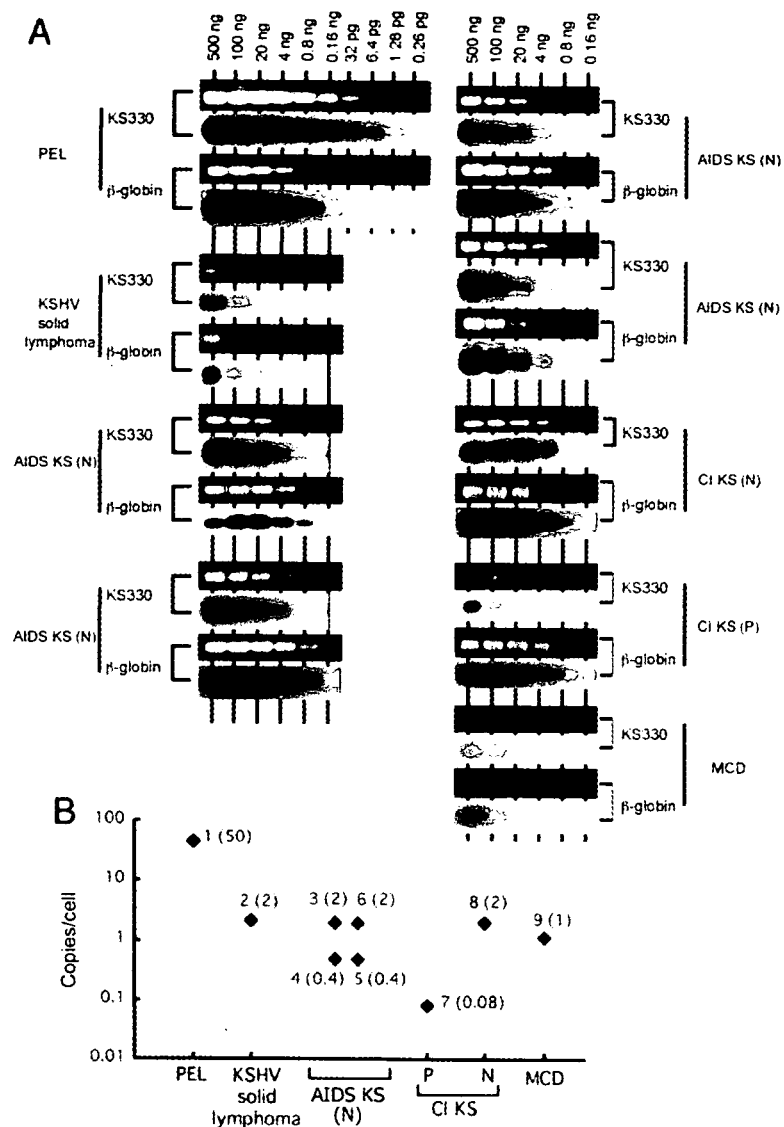 A
500 ng 100 ng 20 ng 4 ng 0.8 ng 0.16 ng 32 pg 6.4 pg 1.28 pg 0.26 pg
PEL
KS330
β-globin
KSHV
solid
lymphoma
KS330
β-globin
AIDS KS (N)
KS330
β-globin
AIDS KS (N)
KS330
β-globin
500 ng 100 ng 20 ng 4 ng 0.8 ng 0.16 ng
KS330
β-globin
AIDS KS (N)
KS330
β-globin
AIDS KS (N)
KS330
β-globin
Cl KS (N)
KS330
β-globin
Cl KS (P)
KS330
β-globin
MCD
B
Copies/cell
100
10
1
0.1
0.01
1 (50)
2 (2)
3 (2) 6 (2)
4 (0.4) 5 (0.4)
7 (0.08)
8 (2)
9 (1)
PEL
KSHV
solid
lymphoma
AIDS KS
(N)
P N
Cl KS
MCD